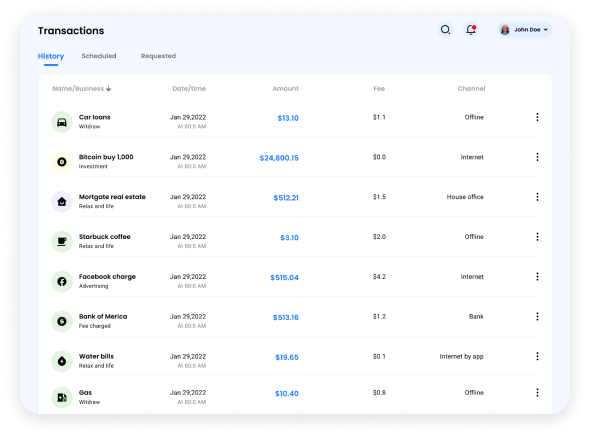 Transactions
John Doe
History Scheduled Requested
Name/Business Date/time Amount Fee Channel
Car loans Jan 29,2022 $13.10 $1.1 Offline
Witdraw At 80:0 AM
Bitcoin buy 1,000 Jan 29,2022 $24,800.15 $0.0 Internet
Investment At 80:0 AM
Mortgate real estate Jan 29,2022 $512.21 $1.5 House office
Relax and life At 80:0 AM
Starbuck coffee Jan 29,2022 $3.10 $2.0 Offline
Relax and life At 80:0 AM
Facebook charge Jan 29,2022 $515.04 $4.2 Internet
Advertising At 80:0 AM
Bank of Merica Jan 29,2022 $513.16 $1.2 Bank
Fee charged At 80:0 AM
Water bills Jan 29,2022 $19.65 $0.1 Internet by app
Relax and life At 80:0 AM
Gas Jan 29,2022 $10.40 $0.8 Offline
Witdraw At 80:0 AM